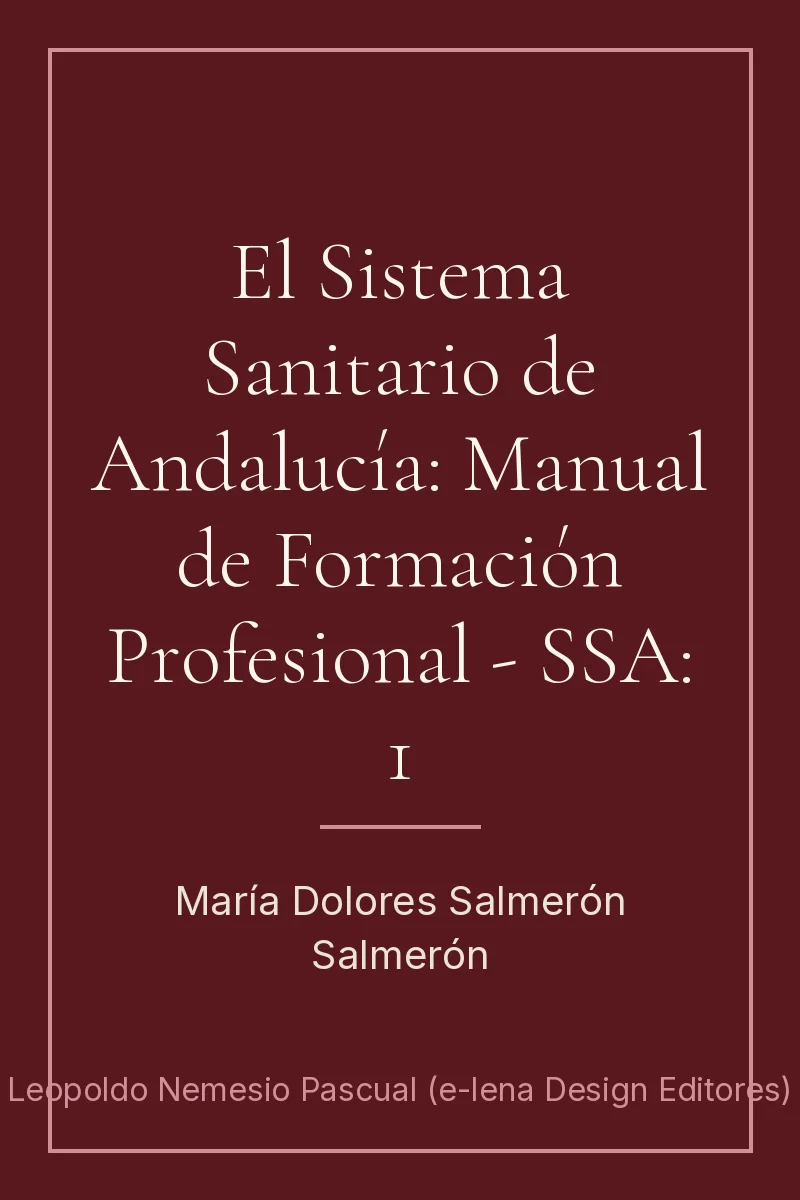 El Sistema
Sanitario de
Andalucía: Manual
de Formación
Profesional - SSA:
1
María Dolores Salmerón
Salmerón
Leopoldo Nemesio Pascual (e-lena Design Editores)